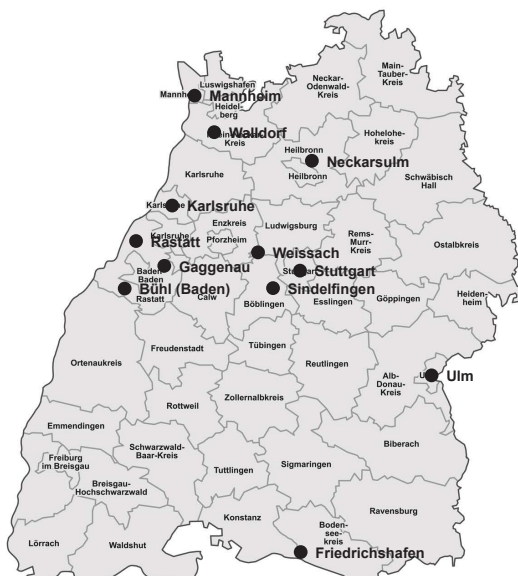 Main-
Tauber-
Kreis
Neckar-
Odenwald-
Kreis
Luswigshafen
Mannheim
Heidel-
berg
Walldorf
Kreis
Hohelohe-
kreis
Heilbronn
Neckarsulm
Heilbronn
Schwäbisch
Hall
Karlsruhe
Karlsruhe
Enzkreis
Pforzheim
Ludwigsburg
Rems-
Murr-
Kreis
Ostalbkreis
Karlsruhe
Rastatt
Weissach
Gaggenau
Baden
Baden
Stuttgart
Bühl (Baden)
Rastatt
Calw
Sindelfingen
Böblingen
Esslingen
Göppingen
Heiden-
heim
Ortenaukreis
Freudenstadt
Tübingen
Reutlingen
Alb-
Donau-
Kreis
Ulm
Rottweil
Zollernalbkreis
Emmendingen
Biberach
Freiburg
im Breisgau
Schwarzwald-
Baar-Kreis
Tuttlingen
Sigmaringen
Breisgau-
Hochschwarzwald
Konstanz
Ravensburg
Boden-
see-
kreis
Lörrach
Waldshut
Friedrichshafen